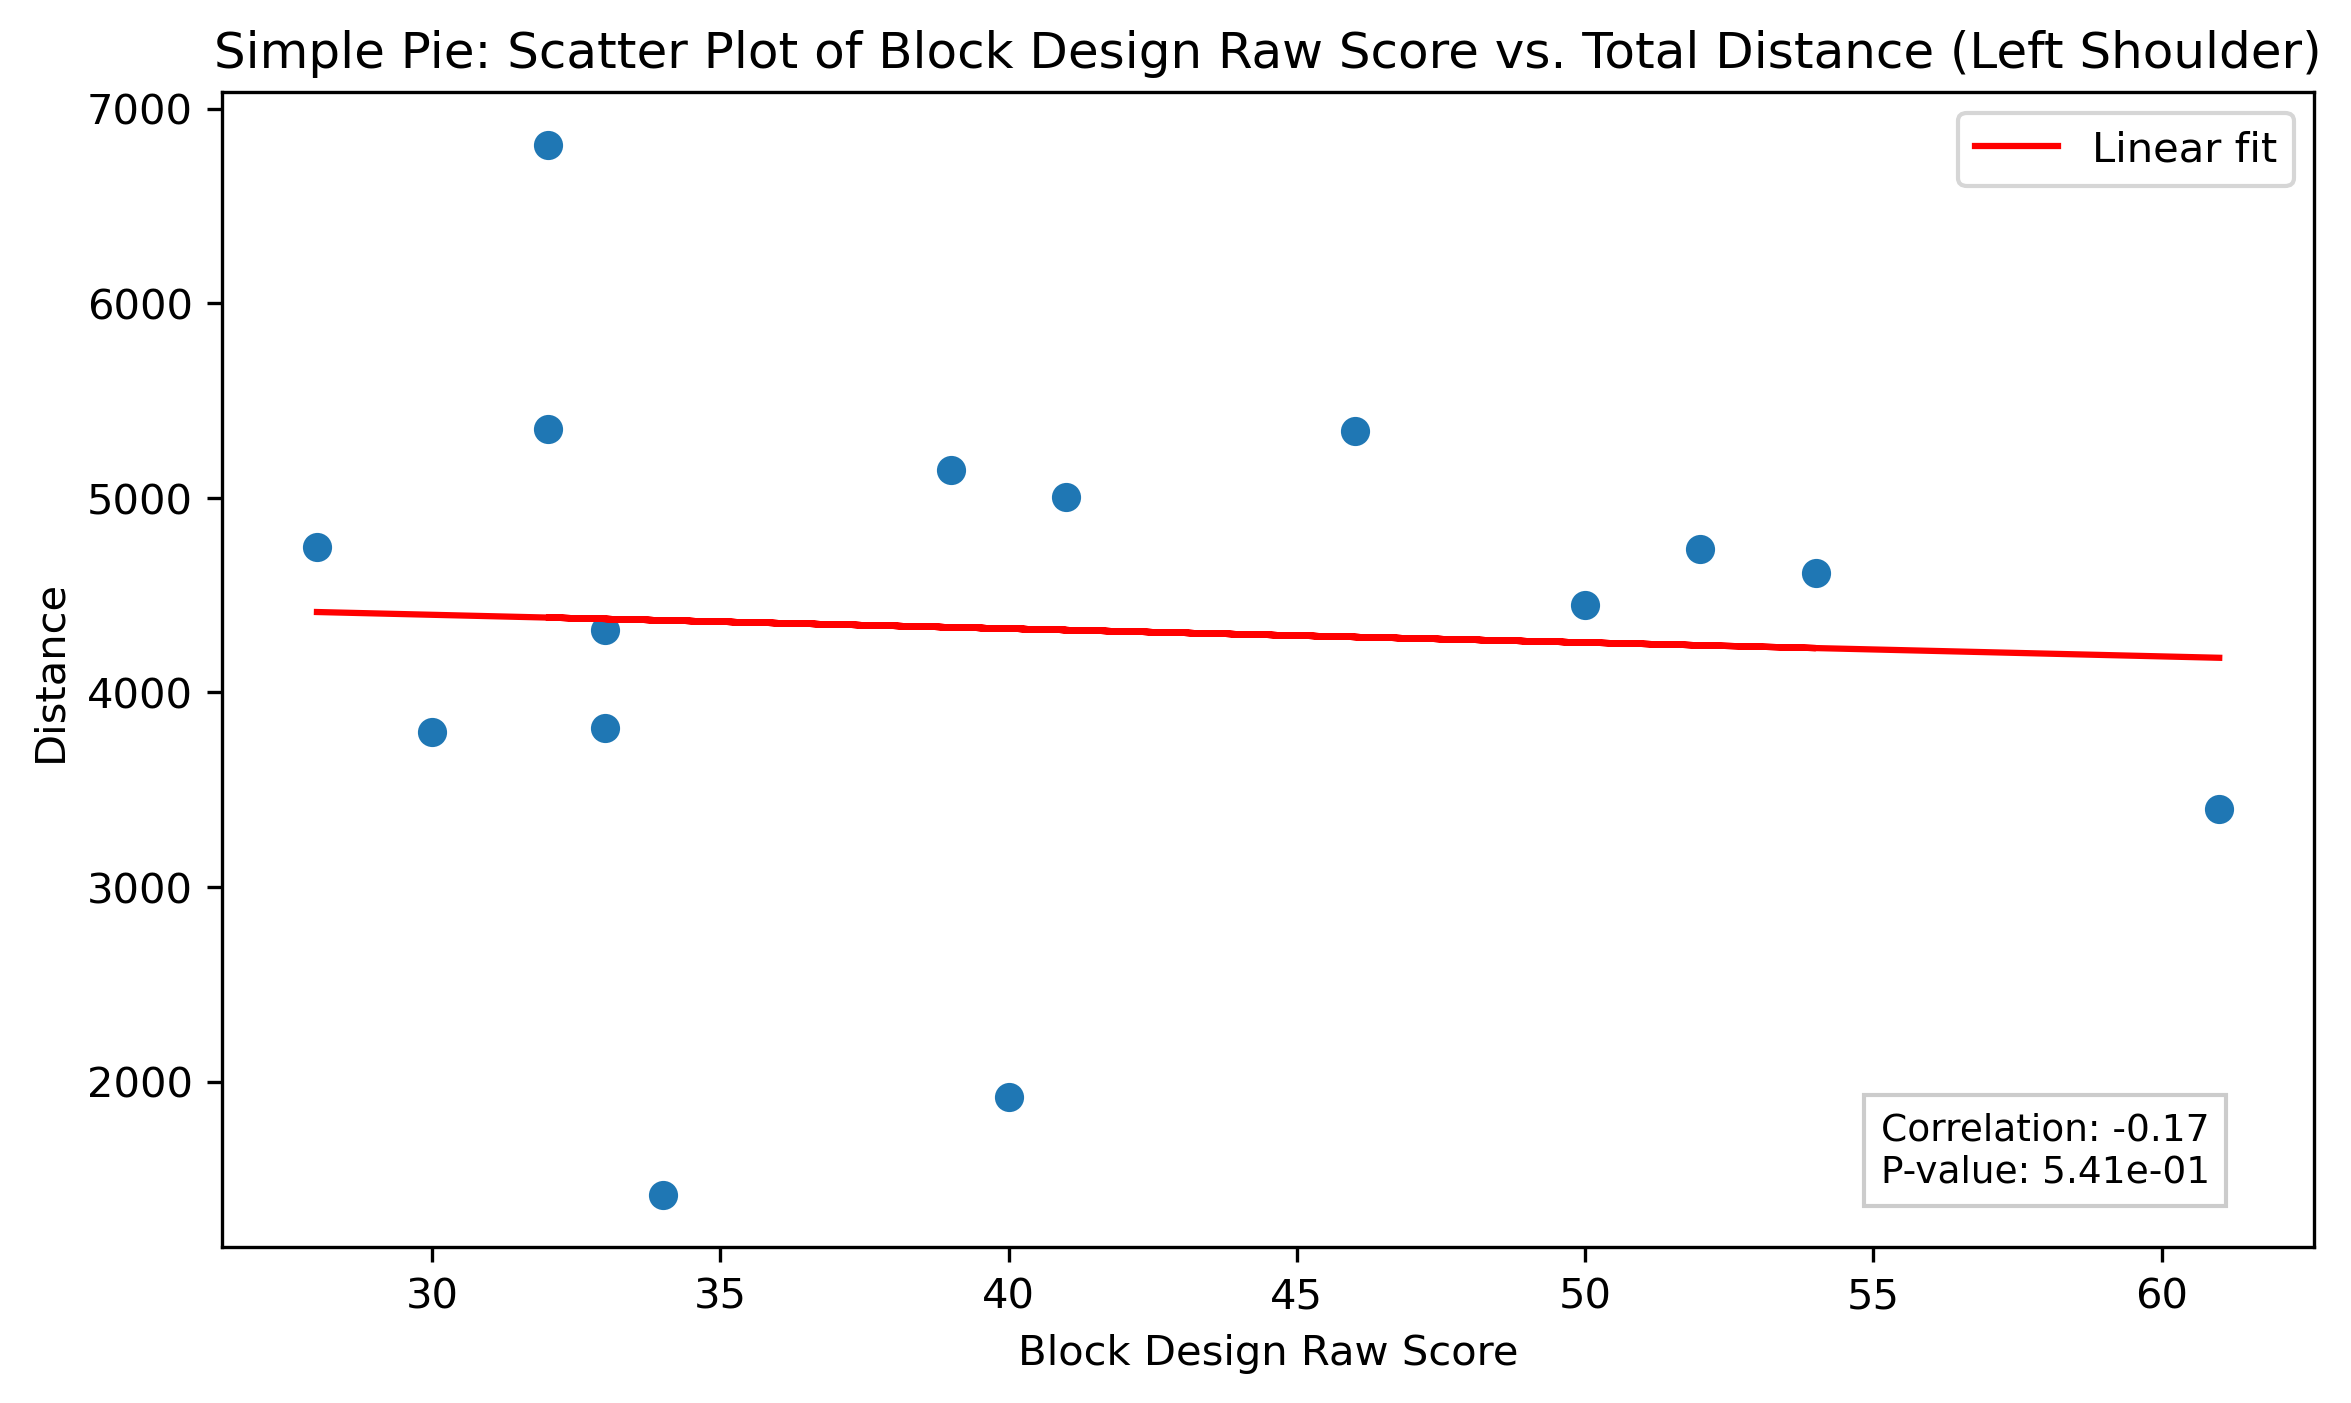 Simple Pie: Scatter Plot of Block Design Raw Score vs. Total Distance (Left Shoulder)
Linear fit
7000
6000
5000
4000
3000
2000
Distance
Correlation: -0.17
P-value: 5.41e-01
30 35 40 45 50 55 60
Block Design Raw Score